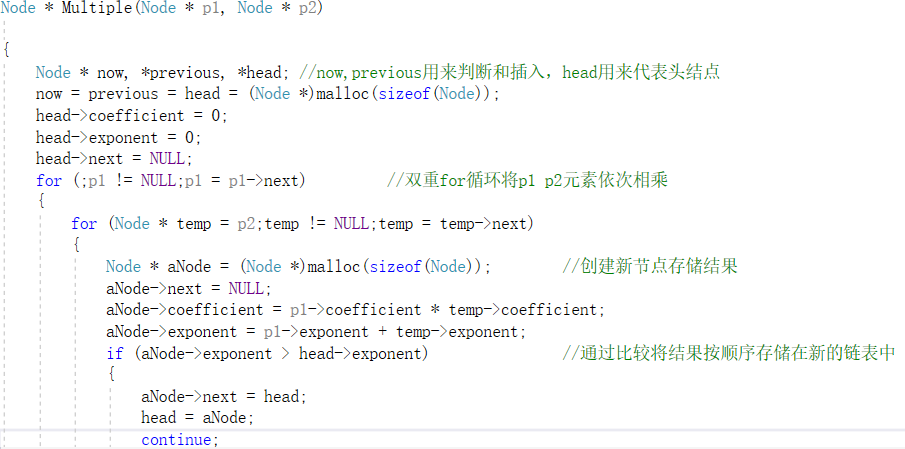 Node * Multiple(Node * p1, Node * p2)
{
Node * now, *previous, *head; //now,previous用来判断和插入，head用来代表头结点
now = previous = head = (Node *)malloc(sizeof(Node));
head->coefficient = 0;
head->exponent = 0;
head->next = NULL;
for (;p1 != NULL;p1 = p1->next) //双重for循环将p1 p2元素依次相乘
{
for (Node * temp = p2;temp != NULL;temp = temp->next)
{
Node * aNode = (Node *)malloc(sizeof(Node)); //创建新节点存储结果
aNode->next = NULL;
aNode->coefficient = p1->coefficient * temp->coefficient;
aNode->exponent = p1->exponent + temp->exponent;
if (aNode->exponent > head->exponent) //通过比较将结果按顺序存储在新的链表中
{
aNode->next = head;
head = aNode;
continue;